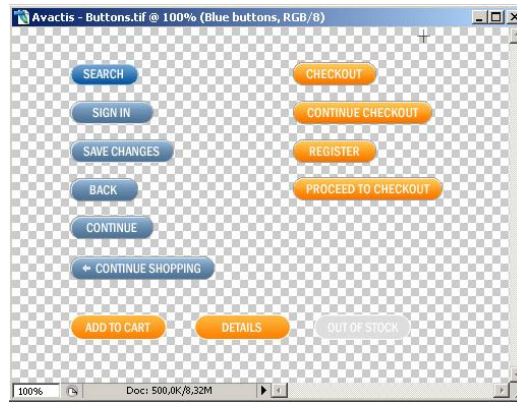 Avactis - Buttons.tif @ 100% (Blue buttons, RGB/8)
SEARCH
CHECKOUT
SIGN IN
CONTINUE CHECKOUT
SAVE CHANGES
REGISTER
BACK
PROCEED TO CHECKOUT
CONTINUE
CONTINUE SHOPPING
ADD TO CART
DETAILS
OUT OF STOCK
100%
Doc: 500,0K/8,32M